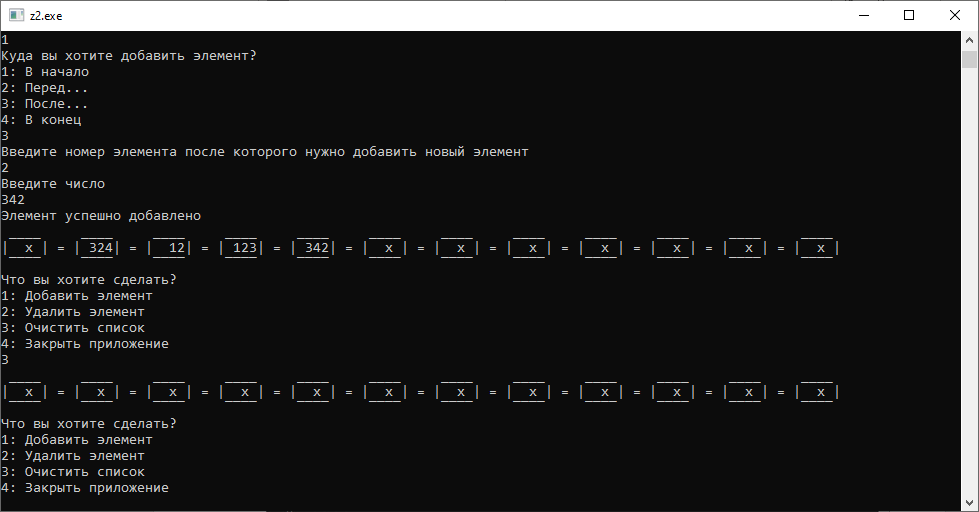 z2.exe
1
Куда вы хотите добавить элемент?
1: В начало
2: Перед...
3: После...
4: В конец
3
Введите номер элемента после которого нужно добавить новый элемент
2
Введите число
342
Элемент успешно добавлено
|  x| = | 324| = |  12| = | 123| = | 342| = |  x| = |  x| = |  x| = |  x| = |  x| = |  x| = |  x|
Что вы хотите сделать?
1: Добавить элемент
2: Удалить элемент
3: Очистить список
4: Закрыть приложение
3
|  x| = |  x| = |  x| = |  x| = |  x| = |  x| = |  x| = |  x| = |  x| = |  x| = |  x| = |  x|
Что вы хотите сделать?
1: Добавить элемент
2: Удалить элемент
3: Очистить список
4: Закрыть приложение